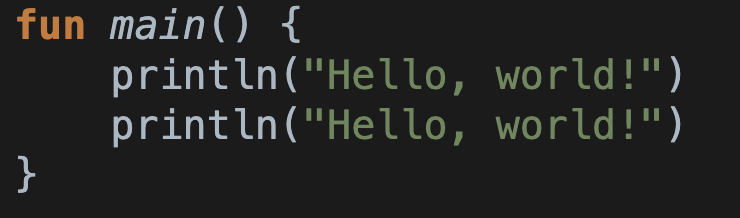 fun main() {
    println("Hello, world!")
    println("Hello, world!")
}